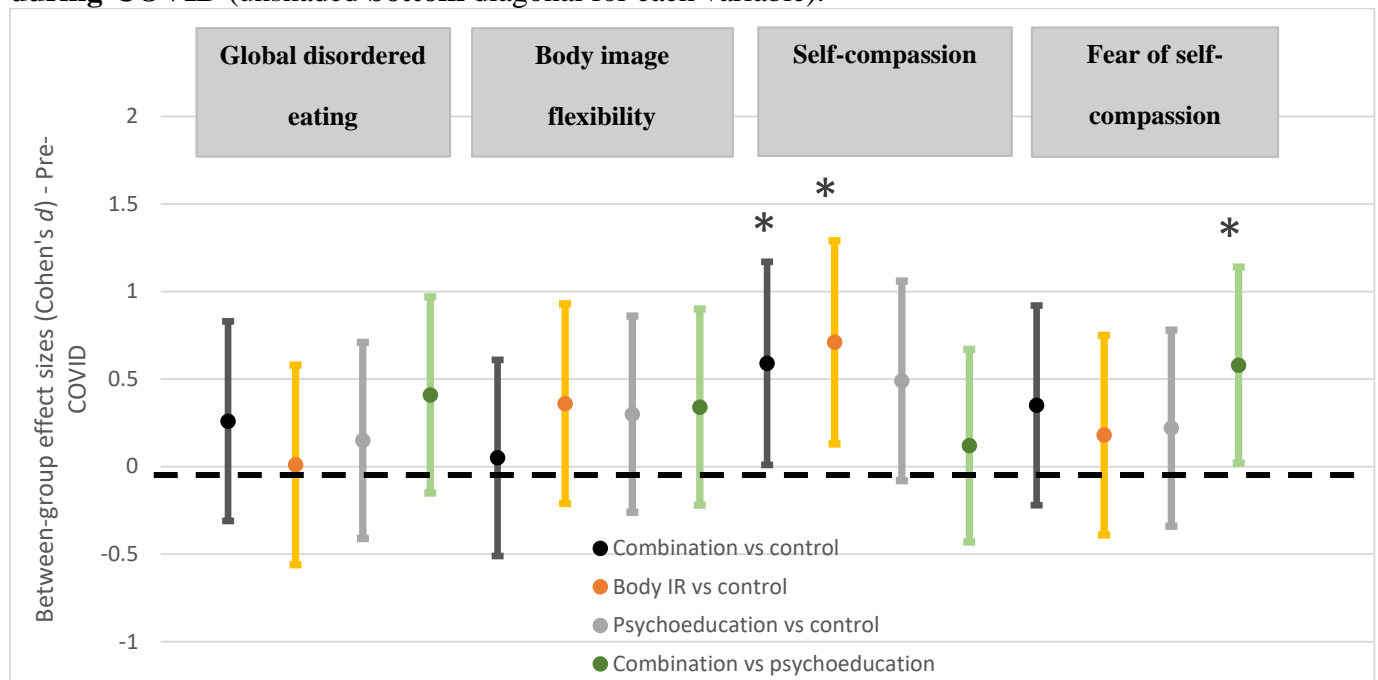 during COVID (unshaded bottom diagonal for each variable).
Global disordered
eating
Body image
flexibility
Self-compassion
Fear of self-
compassion
Between-group effect sizes (Cohen's d) - Pre-
COVID
2
1.5
1
0.5
0
-0.5
-1
*
*
*
Combination vs control
Body IR vs control
Psychoeducation vs control
Combination vs psychoeducation